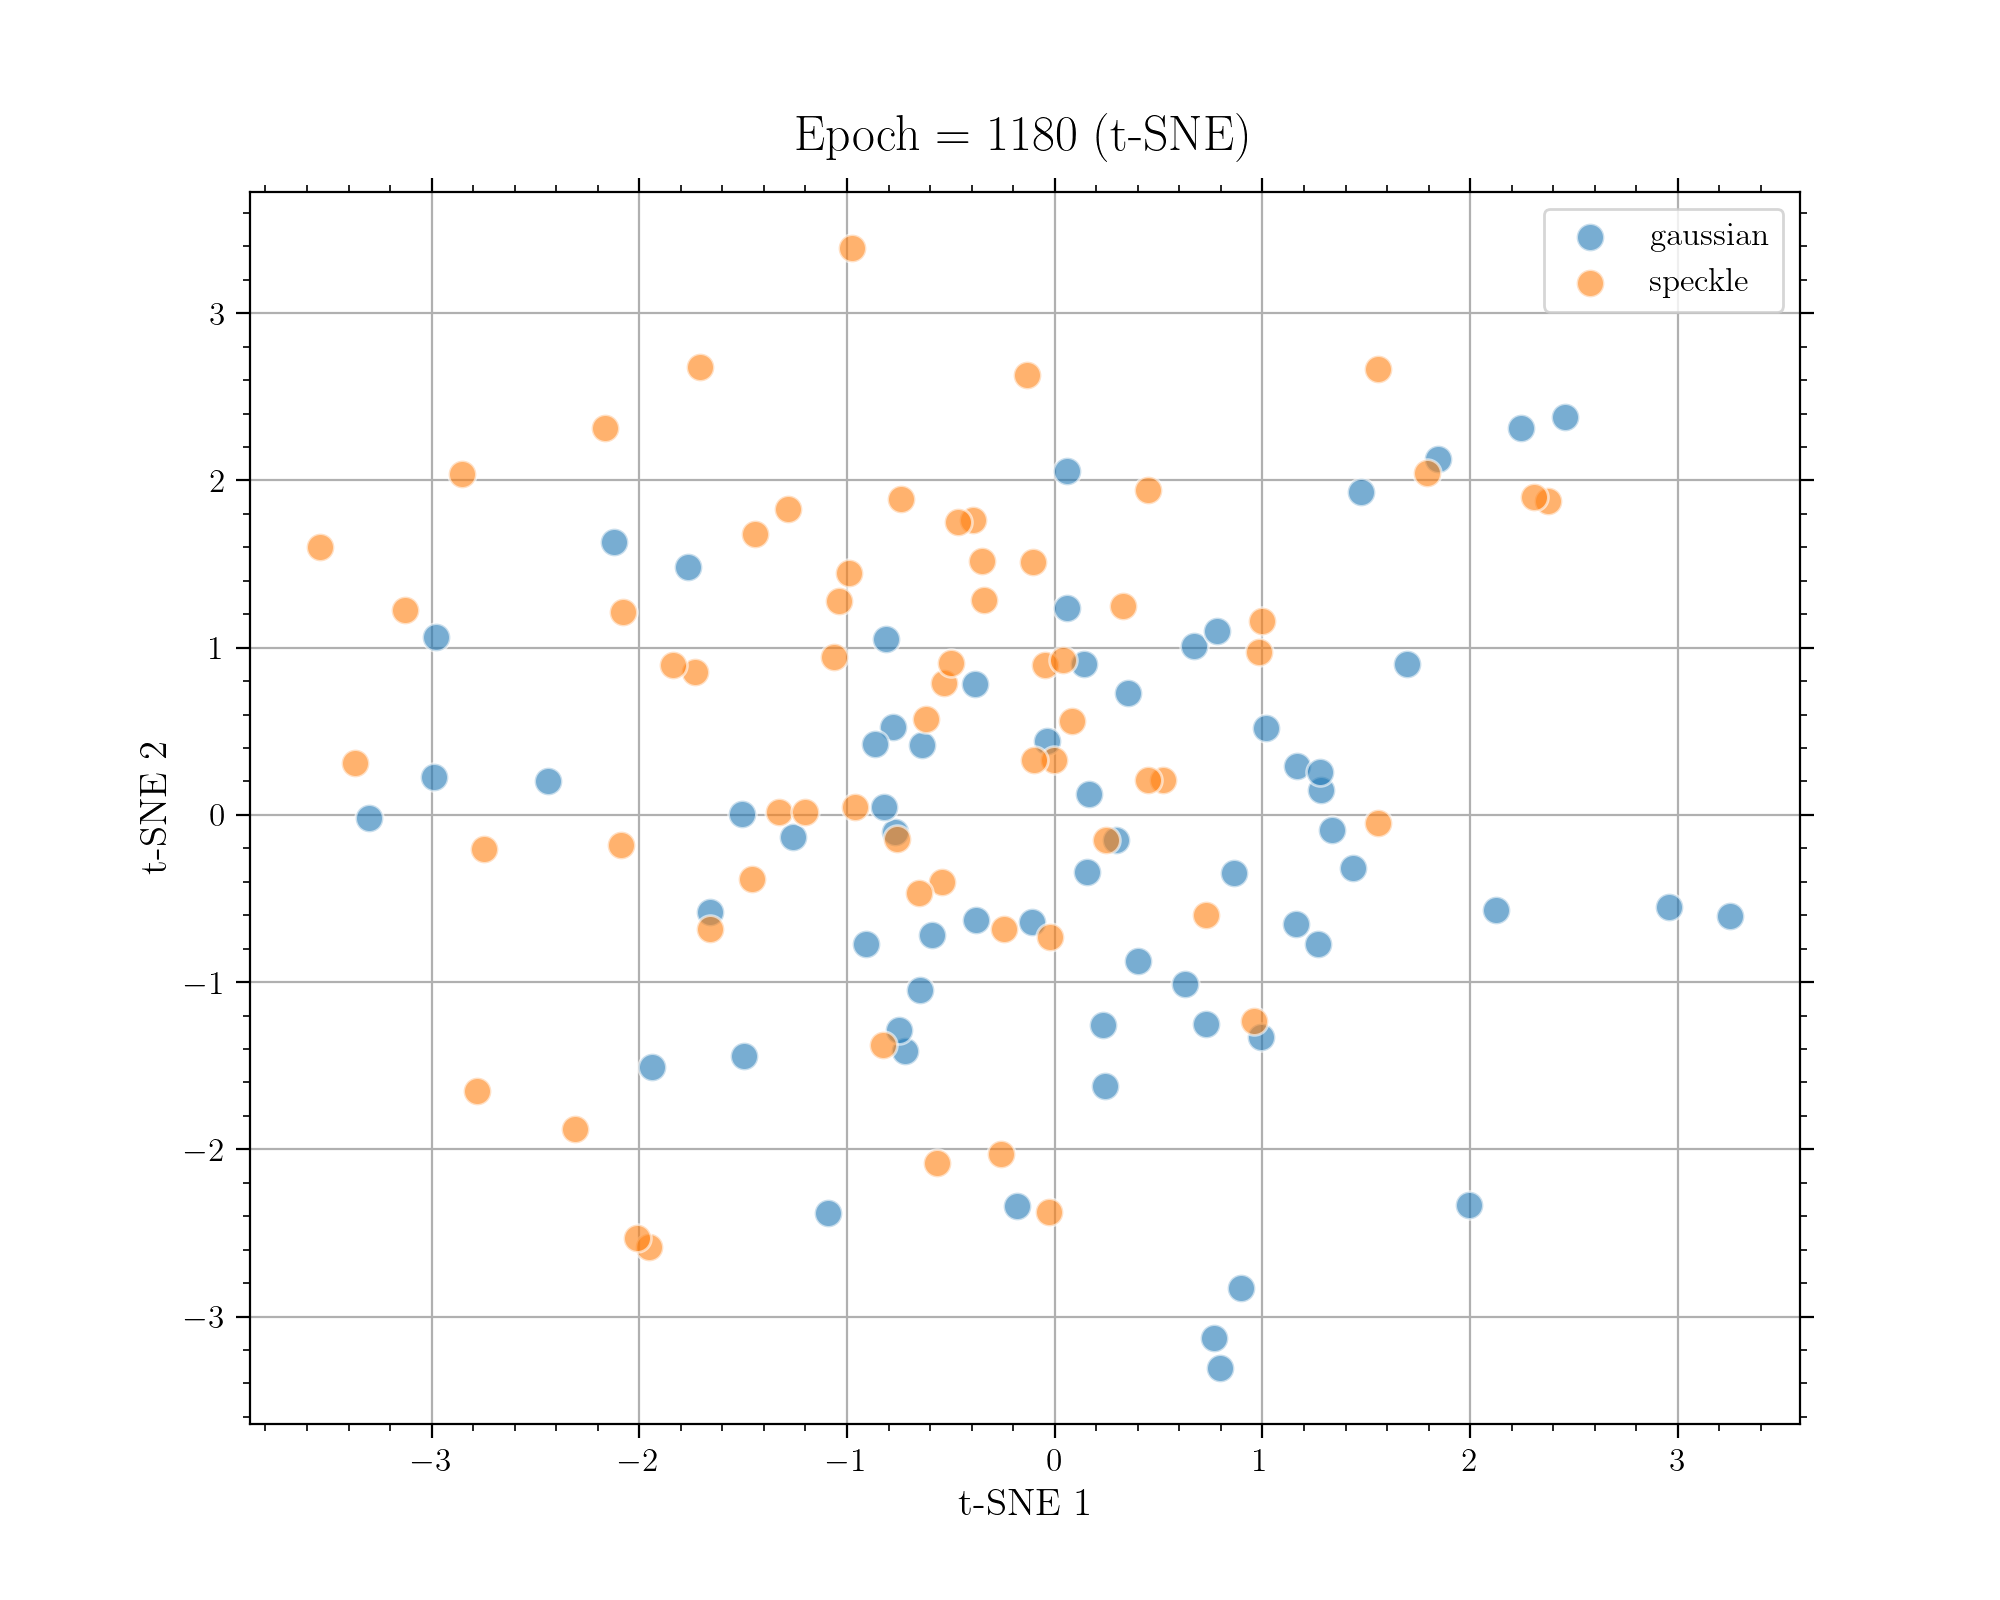 Epoch = 1180 (t-SNE)
gaussian
speckle
3
2
1
0
−1
−2
−3
t-SNE 2
−3
−2
−1
0
1
2
3
t-SNE 1